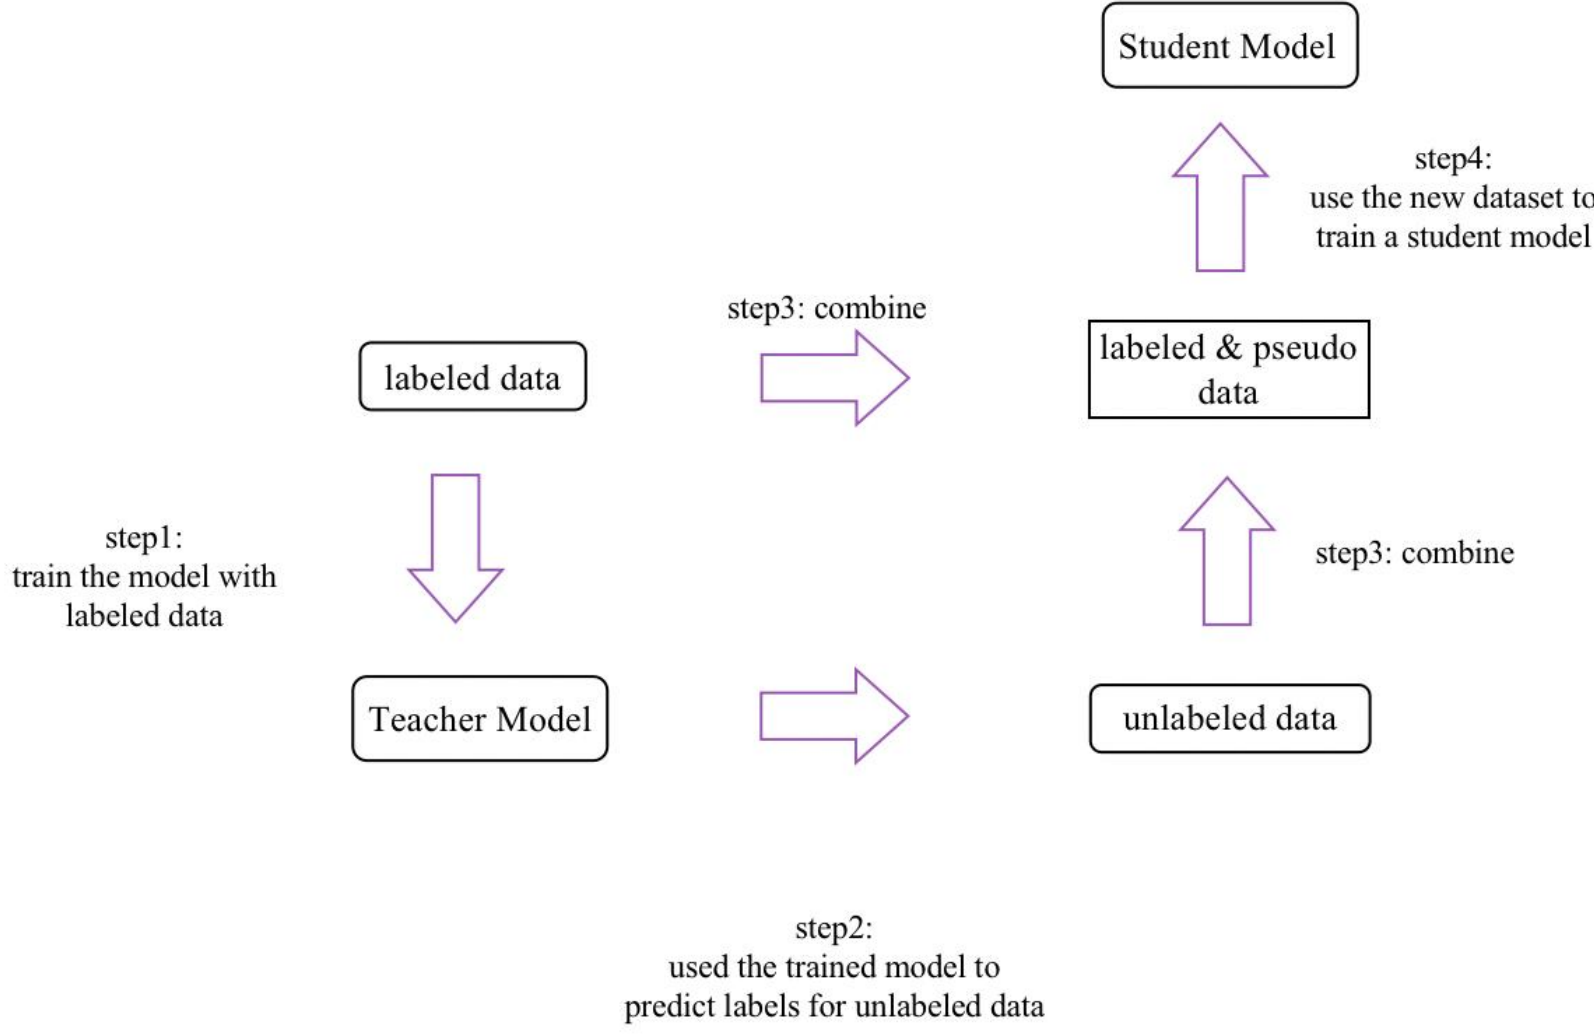 Student Model
step4:
use the new dataset to
train a student model
step3: combine
labeled data
labeled & pseudo
data
step1:
train the model with
labeled data
step3: combine
Teacher Model
unlabeled data
step2:
used the trained model to
predict labels for unlabeled data